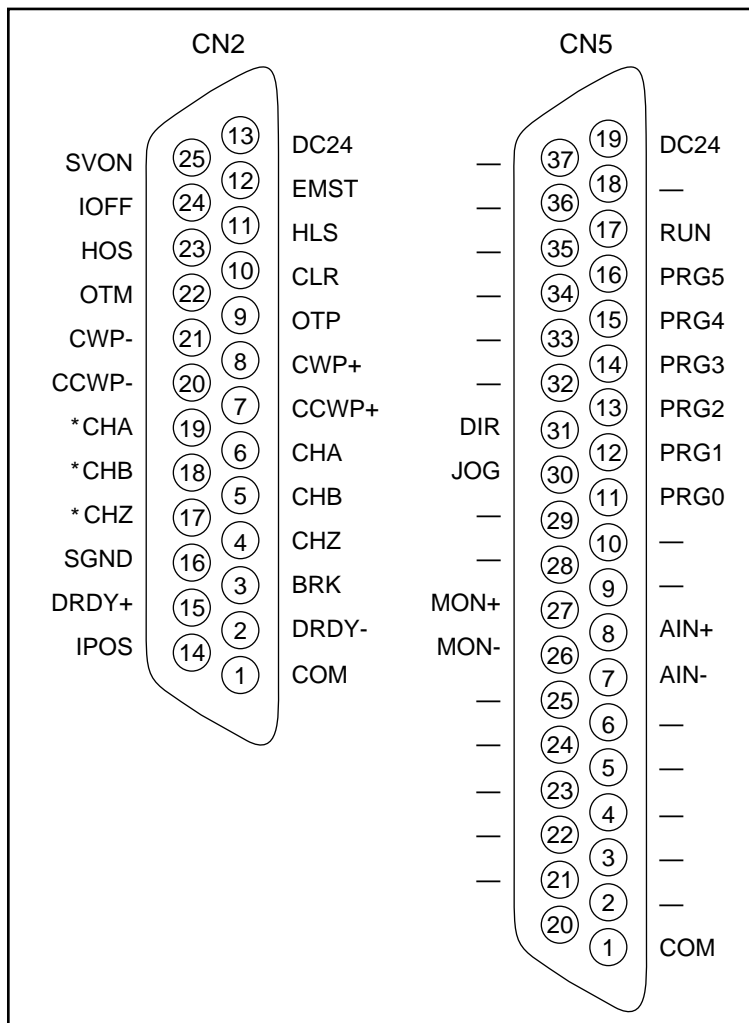 CN2
13 DC24
SVON 25
12 EMST
IOFF 24
11 HLS
HOS 23
10 CLR
OTM 22
9 OTP
CWP- 21
8 CWP+
CCWP- 20
7 CCWP+
*CHA 19
6 CHA
*CHB 18
5 CHB
*CHZ 17
4 CHZ
SGND 16
3 BRK
DRDY+ 15
2 DRDY-
IPOS 14
1 COM
CN5
19 DC24
— 37
18 —
— 36
17 RUN
— 35
16 PRG5
— 34
15 PRG4
— 33
14 PRG3
— 32
13 PRG2
DIR 31
12 PRG1
JOG 30
11 PRG0
— 29
10 —
— 28
9 —
MON+ 27
8 AIN+
MON- 26
7 AIN-
— 25
6 —
— 24
5 —
— 23
4 —
— 22
3 —
— 21
2 —
20
1 COM